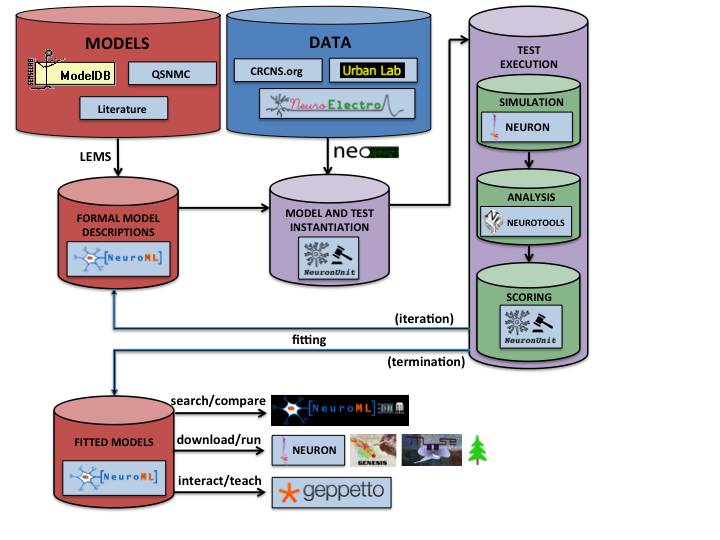 MODELS
SENSELAB
ModelDB
QSNMC
Literature
DATA
CRCNS.org
Urban Lab
NeuroElectro
TEST
EXECUTION
SIMULATION
NEURON
ANALYSIS
NEUROTOOLS
SCORING
NeuronUnit
LEMS
neo
FORMAL MODEL
DESCRIPTIONS
[NeuroML]
MODEL AND TEST
INSTANTIATION
NeuronUnit
(iteration)
fitting
(termination)
FITTED MODELS
[NeuroML]
search/compare
[NeuroML]
download/run
NEURON
GENESIS
interact/teach
geppetto